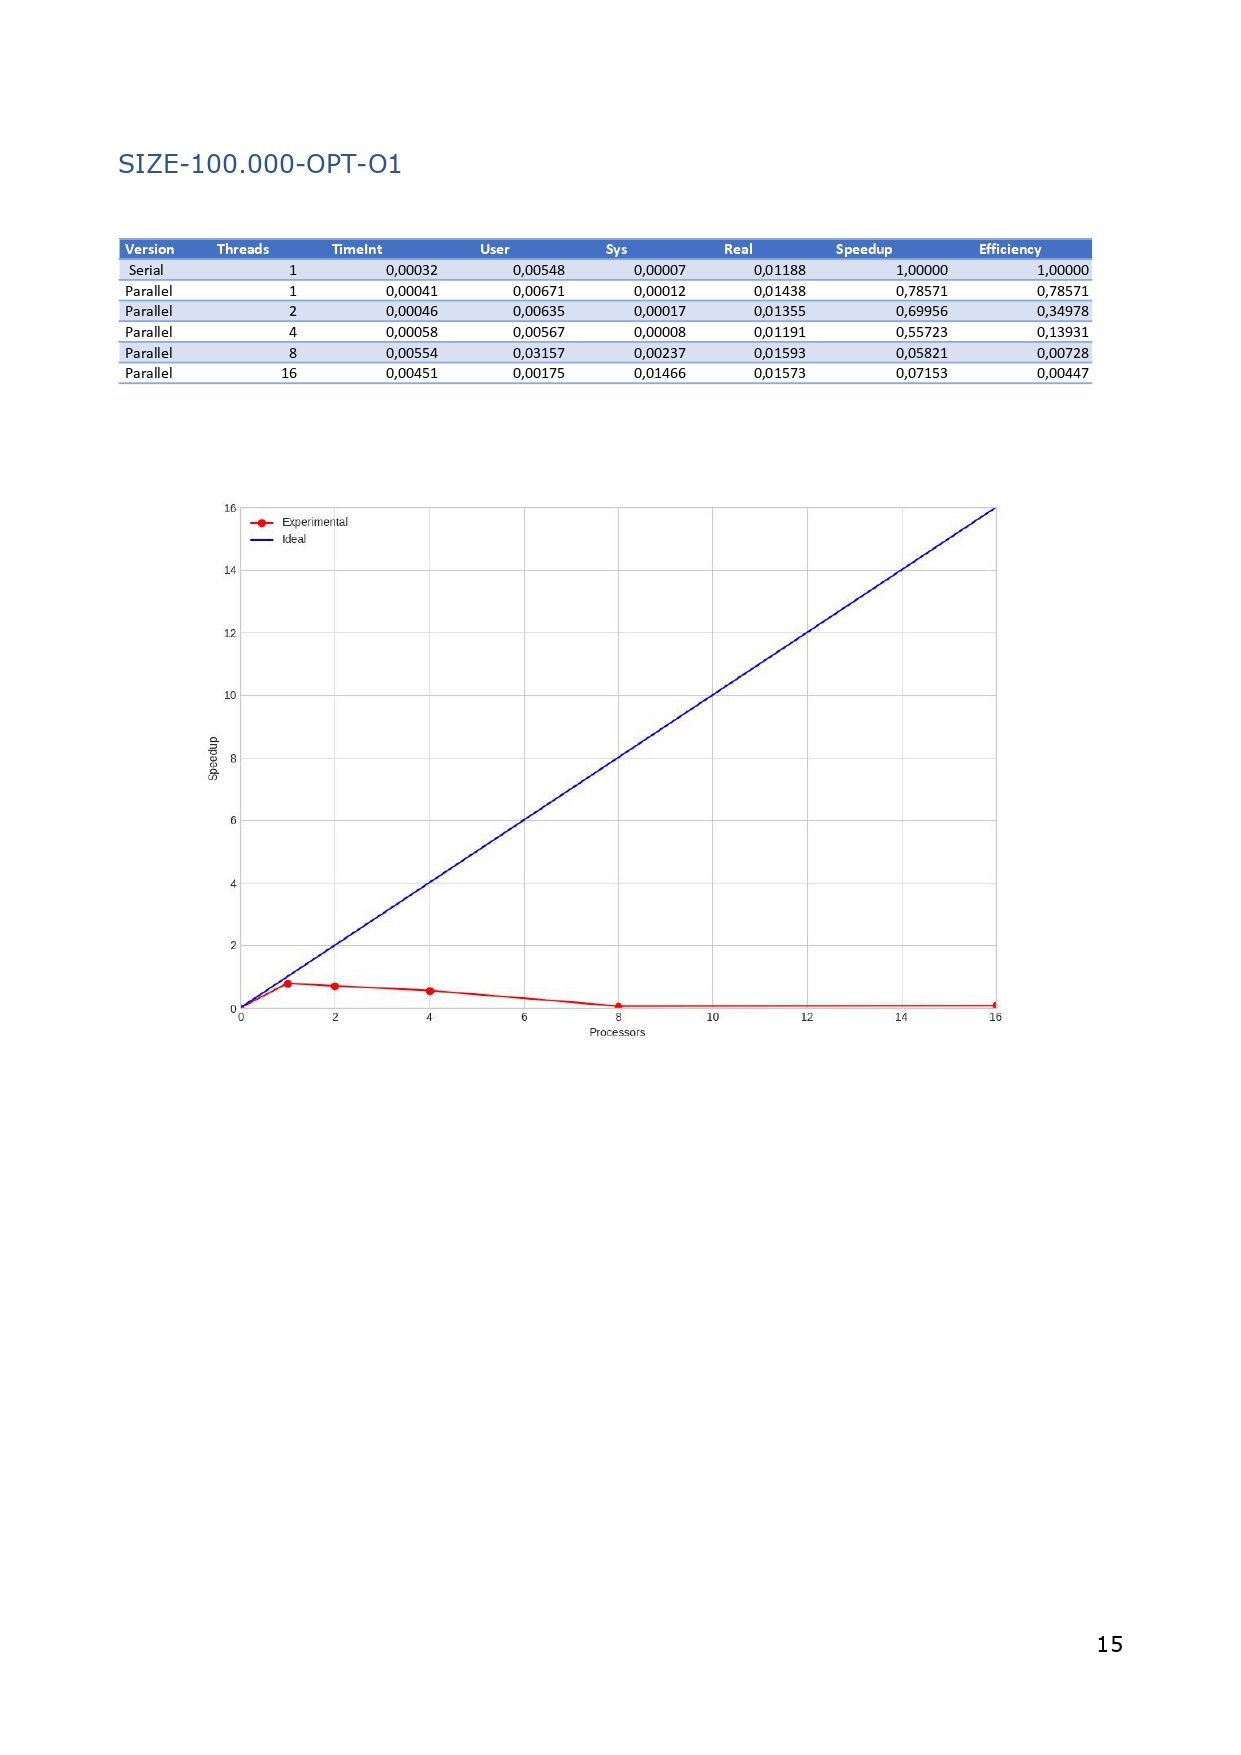 SIZE-100.000-OPT-O1
Version Threads TimeInt User Sys Real Speedup Efficiency
Serial 1 0,00032 0,00548 0,00007 0,01188 1,00000 1,00000
Parallel 1 0,00041 0,00671 0,00012 0,01438 0,78571 0,78571
Parallel 2 0,00046 0,00635 0,00017 0,01355 0,69956 0,34978
Parallel 4 0,00058 0,00567 0,00008 0,01191 0,55723 0,13931
Parallel 8 0,00554 0,03157 0,00237 0,01593 0,05821 0,00728
Parallel 16 0,00451 0,00175 0,01466 0,01573 0,07153 0,00447
Experimental
Ideal
16
14
12
10
8
6
4
2
0
Speedup
0 2 4 6 8 10 12 14 16
Processors
15